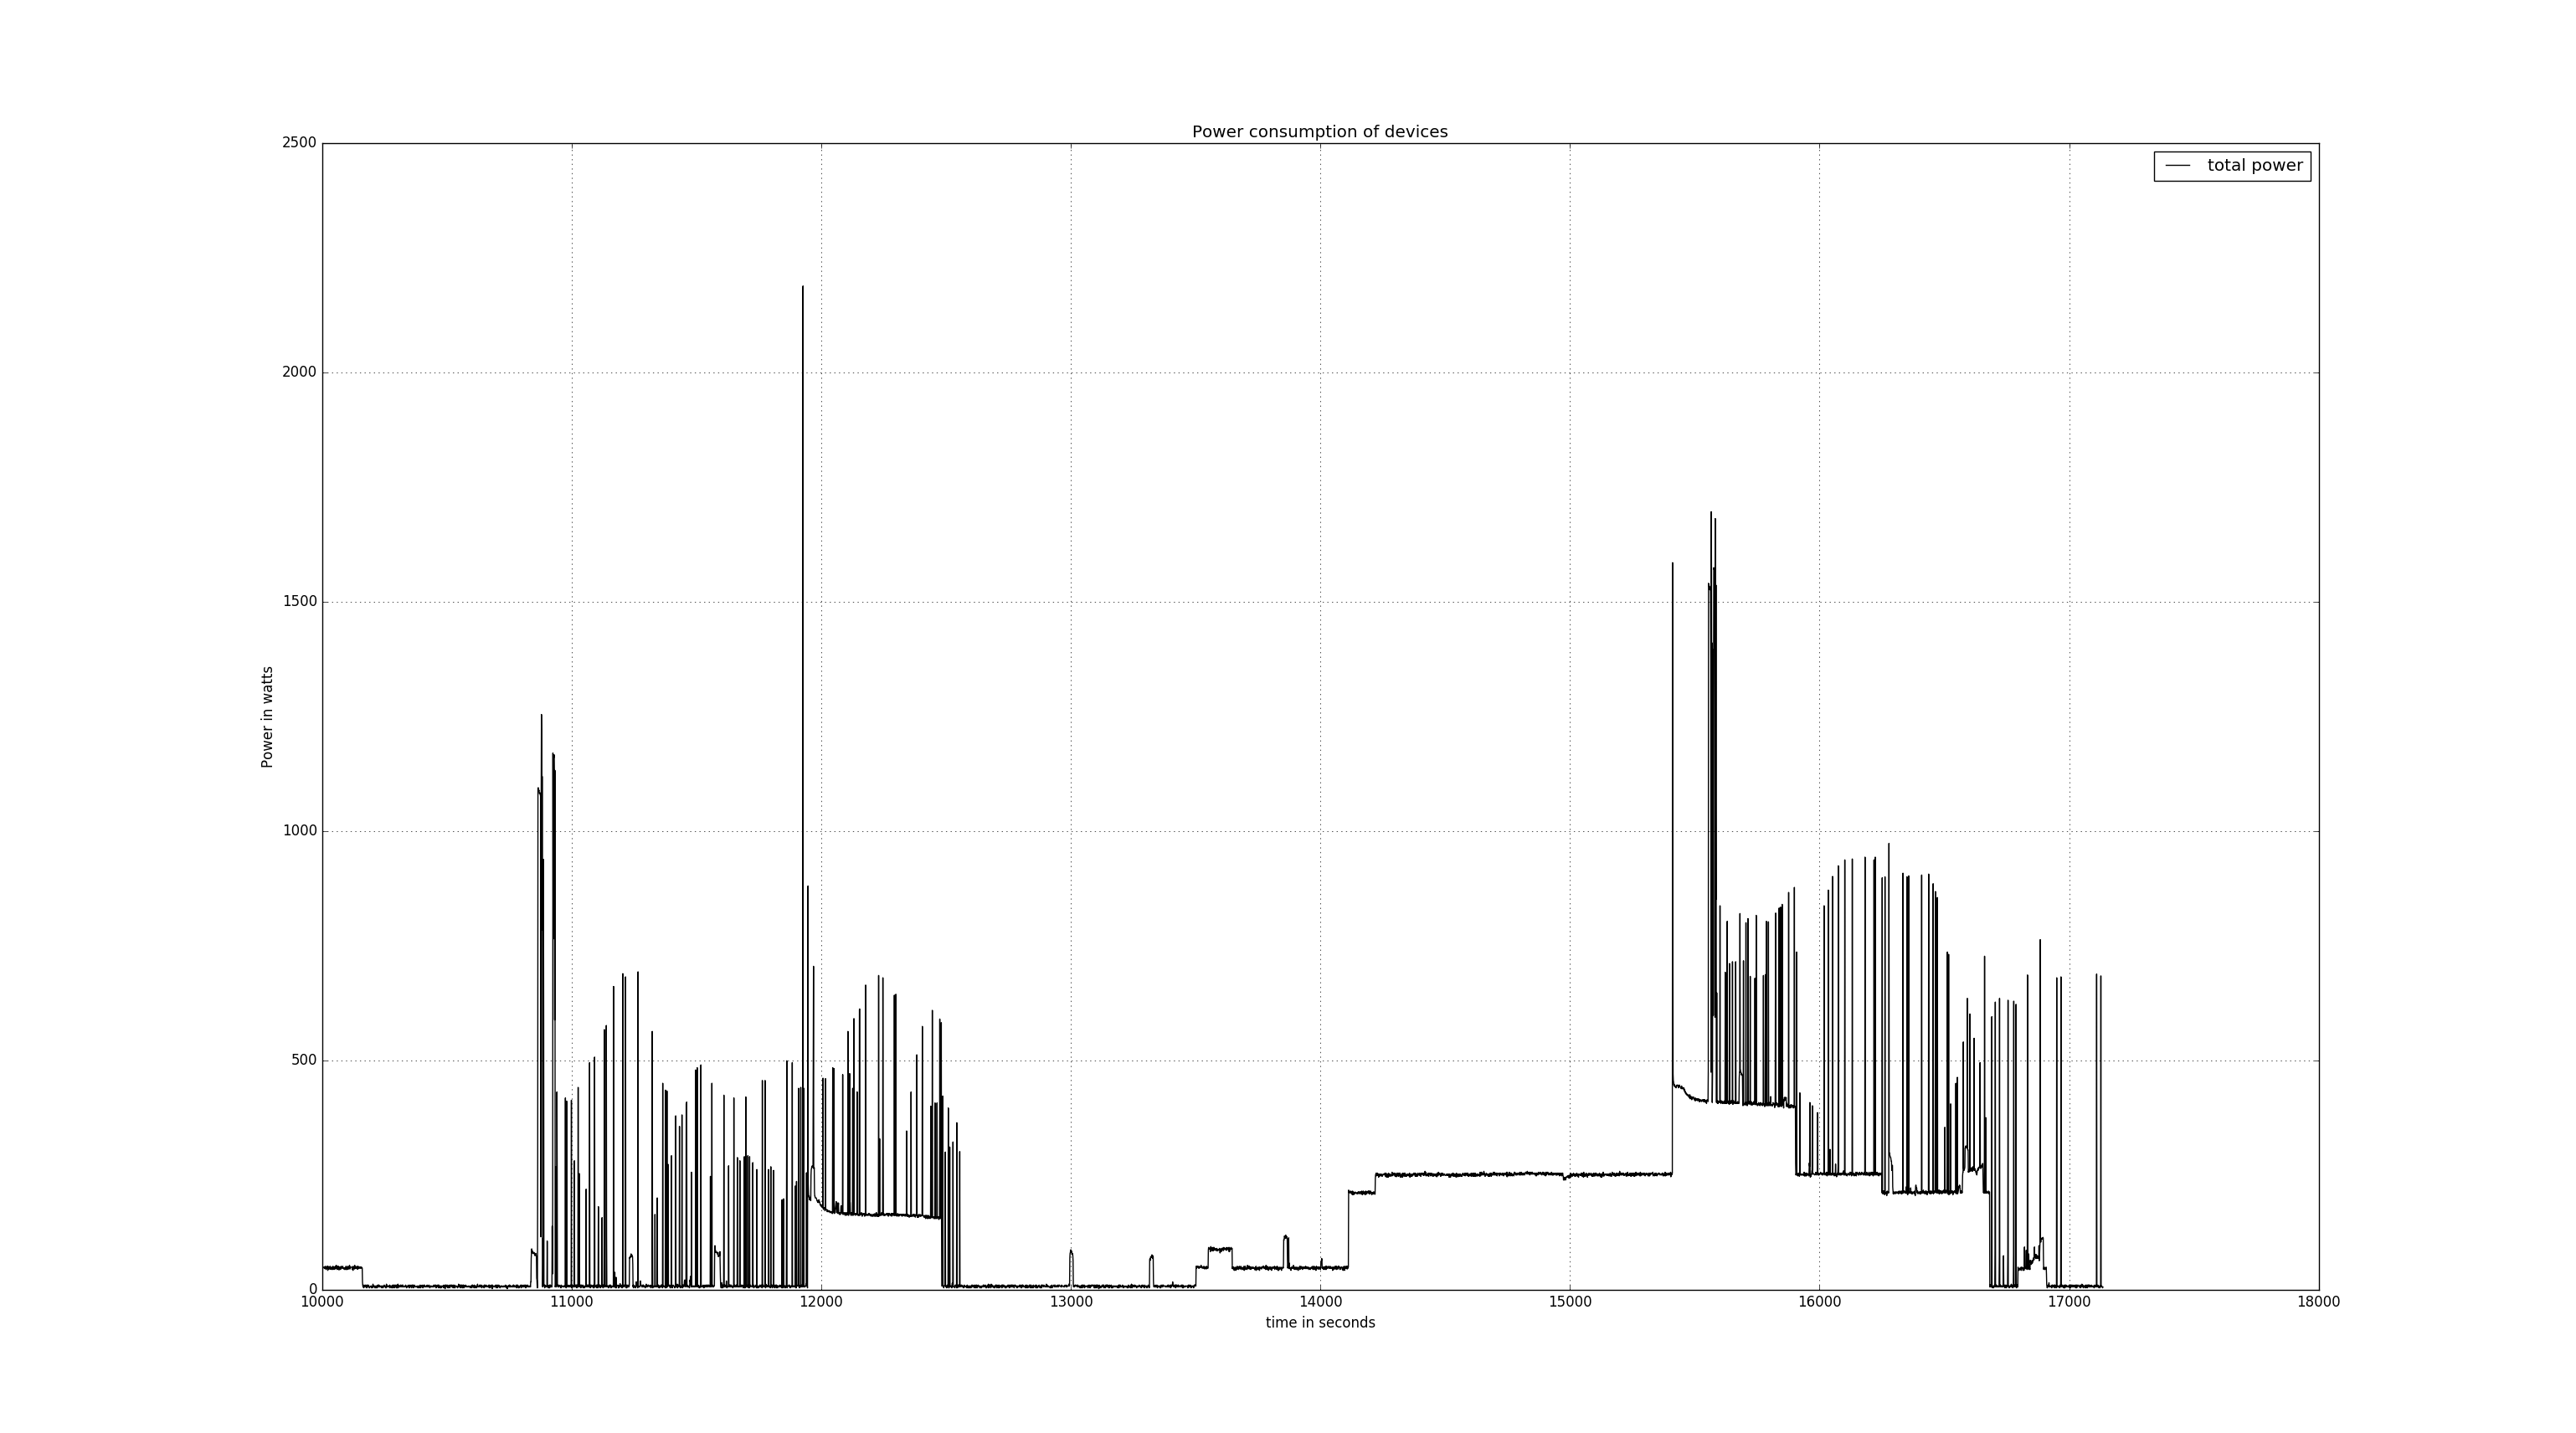 Power consumption of devices
total power
2500
2000
1500
1000
500
0
Power in watts
10000 11000 12000 13000 14000 15000 16000 17000 18000
time in seconds